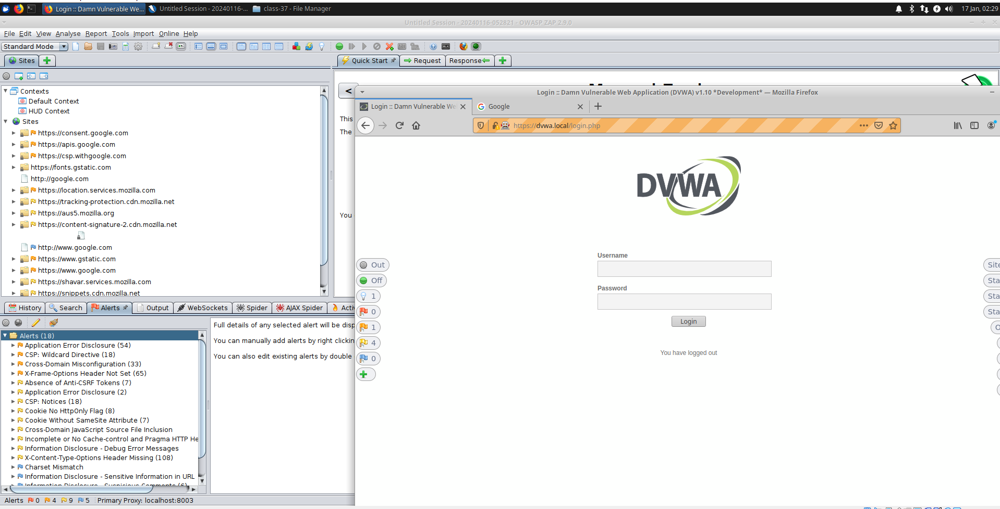 Login :: Damn Vulnerable We...
Untitled Session - 20240116-...
class-37 - File Manager
17 Jan, 02:29
Untitled Session - 20240116-052821 - OWASP ZAP 2.9.0
File Edit View Analyse Report Tools Import Online Help
Standard Mode
Sites
Quick Start
Request
Response
Contexts
Default Context
HUD Context
Sites
https://consent.google.com
https://apis.google.com
https://csp.withgoogle.com
https://fonts.gstatic.com
http://google.com
https://location.services.mozilla.com
https://tracking-protection.cdn.mozilla.net
https://aus5.mozilla.org
https://content-signature-2.cdn.mozilla.net
http://www.google.com
https://www.gstatic.com
https://www.google.com
https://shavar.services.mozilla.com
https://snippets.cdn.mozilla.net
<
This
The
You
Login :: Damn Vulnerable Web Application (DVWA) v1.10 *Development* — Mozilla Firefox
Login :: Damn Vulnerable We
Google
https://dvwa.local/login.php
DVWA
Username
Password
Login
You have logged out
Out
Off
1
0
1
4
0
Site
Sta
Sta
Sta
History
Search
Alerts
Output
WebSockets
Spider
AJAX Spider
Activ
Alerts (18)
Application Error Disclosure (54)
CSP: Wildcard Directive (18)
Cross-Domain Misconfiguration (33)
X-Frame-Options Header Not Set (65)
Absence of Anti-CSRF Tokens (7)
Application Error Disclosure (2)
CSP: Notices (18)
Cookie No HttpOnly Flag (8)
Cookie Without SameSite Attribute (7)
Cross-Domain JavaScript Source File Inclusion
Incomplete or No Cache-control and Pragma HTTP He
Information Disclosure - Debug Error Messages
X-Content-Type-Options Header Missing (108)
Charset Mismatch
Information Disclosure - Sensitive Information in URL
Information Disclosure - Suspicious Comments (6)
Full details of any selected alert will be disp
You can manually add alerts by right clickin
You can also edit existing alerts by double
Alerts 0 4 9 5 Primary Proxy: localhost:8003